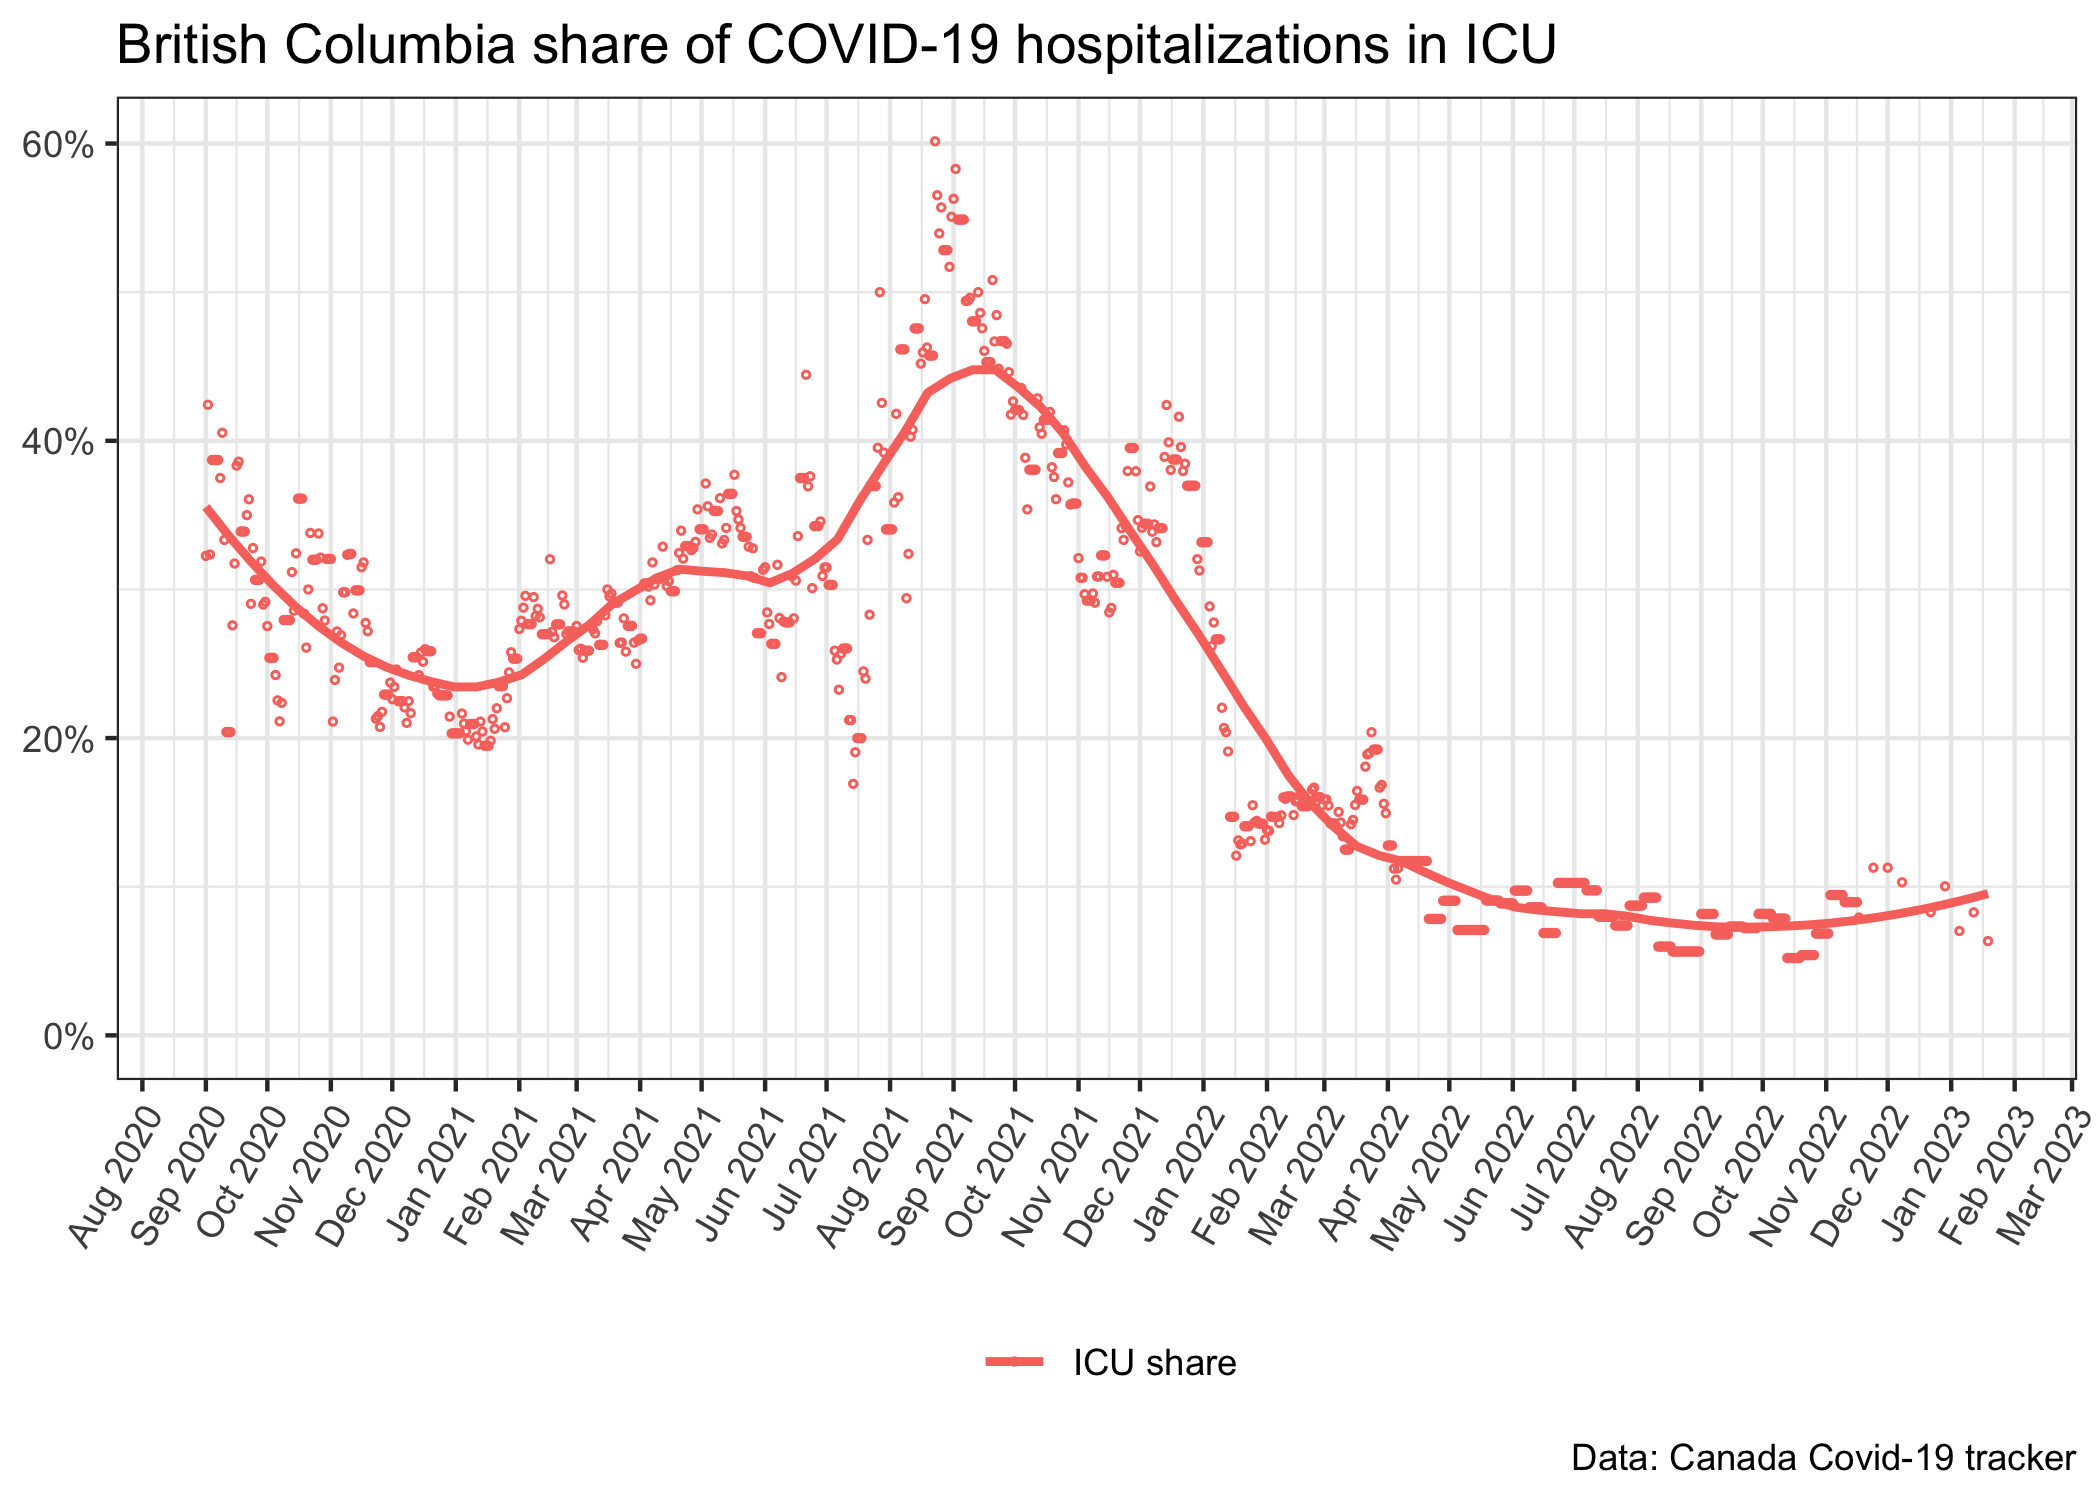 British Columbia share of COVID-19 hospitalizations in ICU
60%
40%
20%
0%
Aug 2020
Sep 2020
Oct 2020
Nov 2020
Dec 2020
Jan 2021
Feb 2021
Mar 2021
Apr 2021
May 2021
Jun 2021
Jul 2021
Aug 2021
Sep 2021
Oct 2021
Nov 2021
Dec 2021
Jan 2022
Feb 2022
Mar 2022
Apr 2022
May 2022
Jun 2022
Jul 2022
Aug 2022
Sep 2022
Oct 2022
Nov 2022
Dec 2022
Jan 2023
Feb 2023
Mar 2023
ICU share
Data: Canada Covid-19 tracker